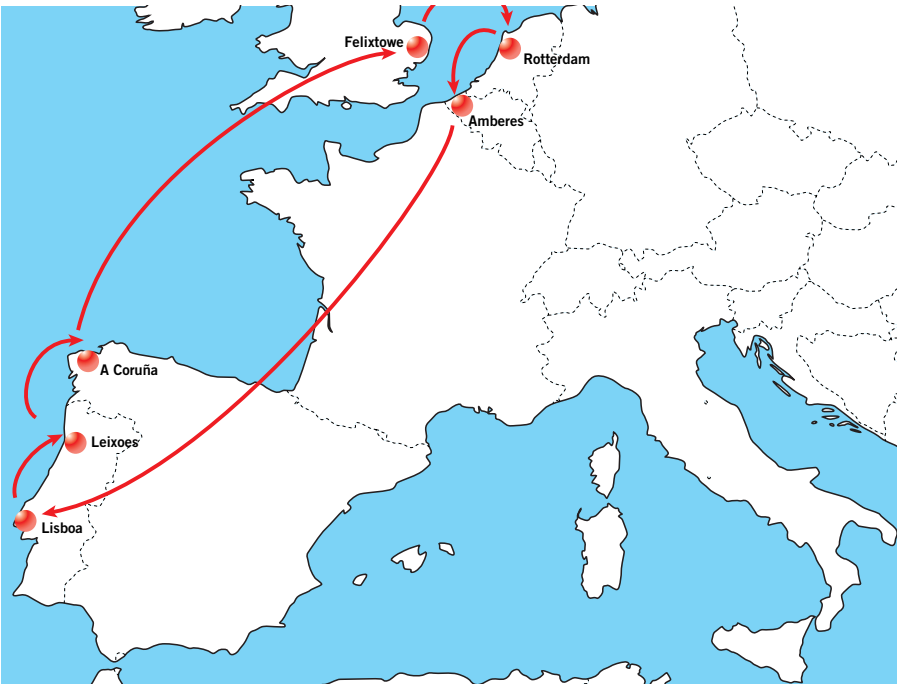 Felixtowe
Rotterdam
Amberes
A Coruña
Leixoes
Lisboa